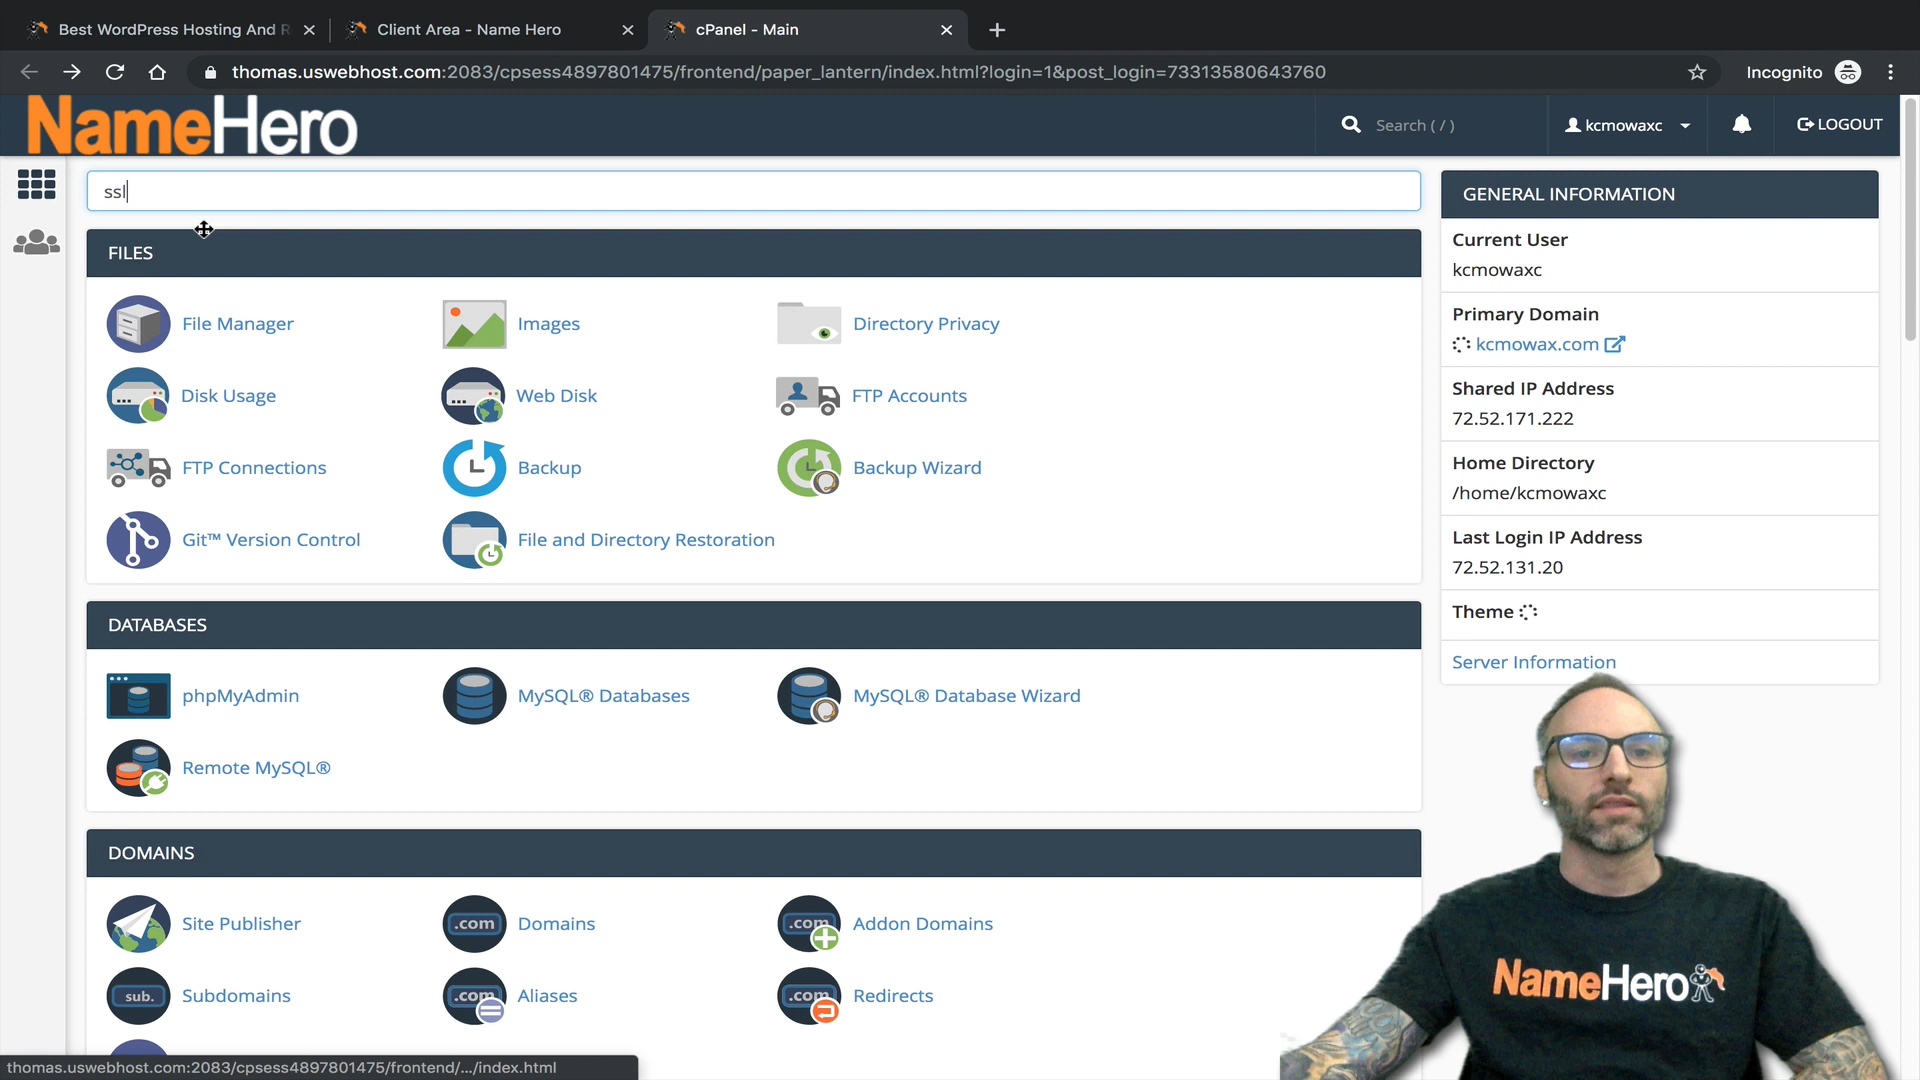 Best WordPress Hosting And R
Client Area - Name Hero
cPanel - Main
thomas.uswebhost.com:2083/cpsess4897801475/frontend/paper_lantern/index.html?login=1&post_login=73313580643760
Incognito
NameHero
Search ( / )
kcmowaxc
LOGOUT
ssl
FILES
File Manager
Images
Directory Privacy
Disk Usage
Web Disk
FTP Accounts
FTP Connections
Backup
Backup Wizard
Git™ Version Control
File and Directory Restoration
DATABASES
phpMyAdmin
MySQL® Databases
MySQL® Database Wizard
Remote MySQL®
DOMAINS
Site Publisher
.com
Domains
.com
Addon Domains
sub.
Subdomains
.com
Aliases
.com
Redirects
GENERAL INFORMATION
Current User
kcmowaxc
Primary Domain
kcmowax.com
Shared IP Address
72.52.171.222
Home Directory
/home/kcmowaxc
Last Login IP Address
72.52.131.20
Theme
Server Information
NameHero
thomas.uswebhost.com:2083/cpsess4897801475/frontend/.../index.html